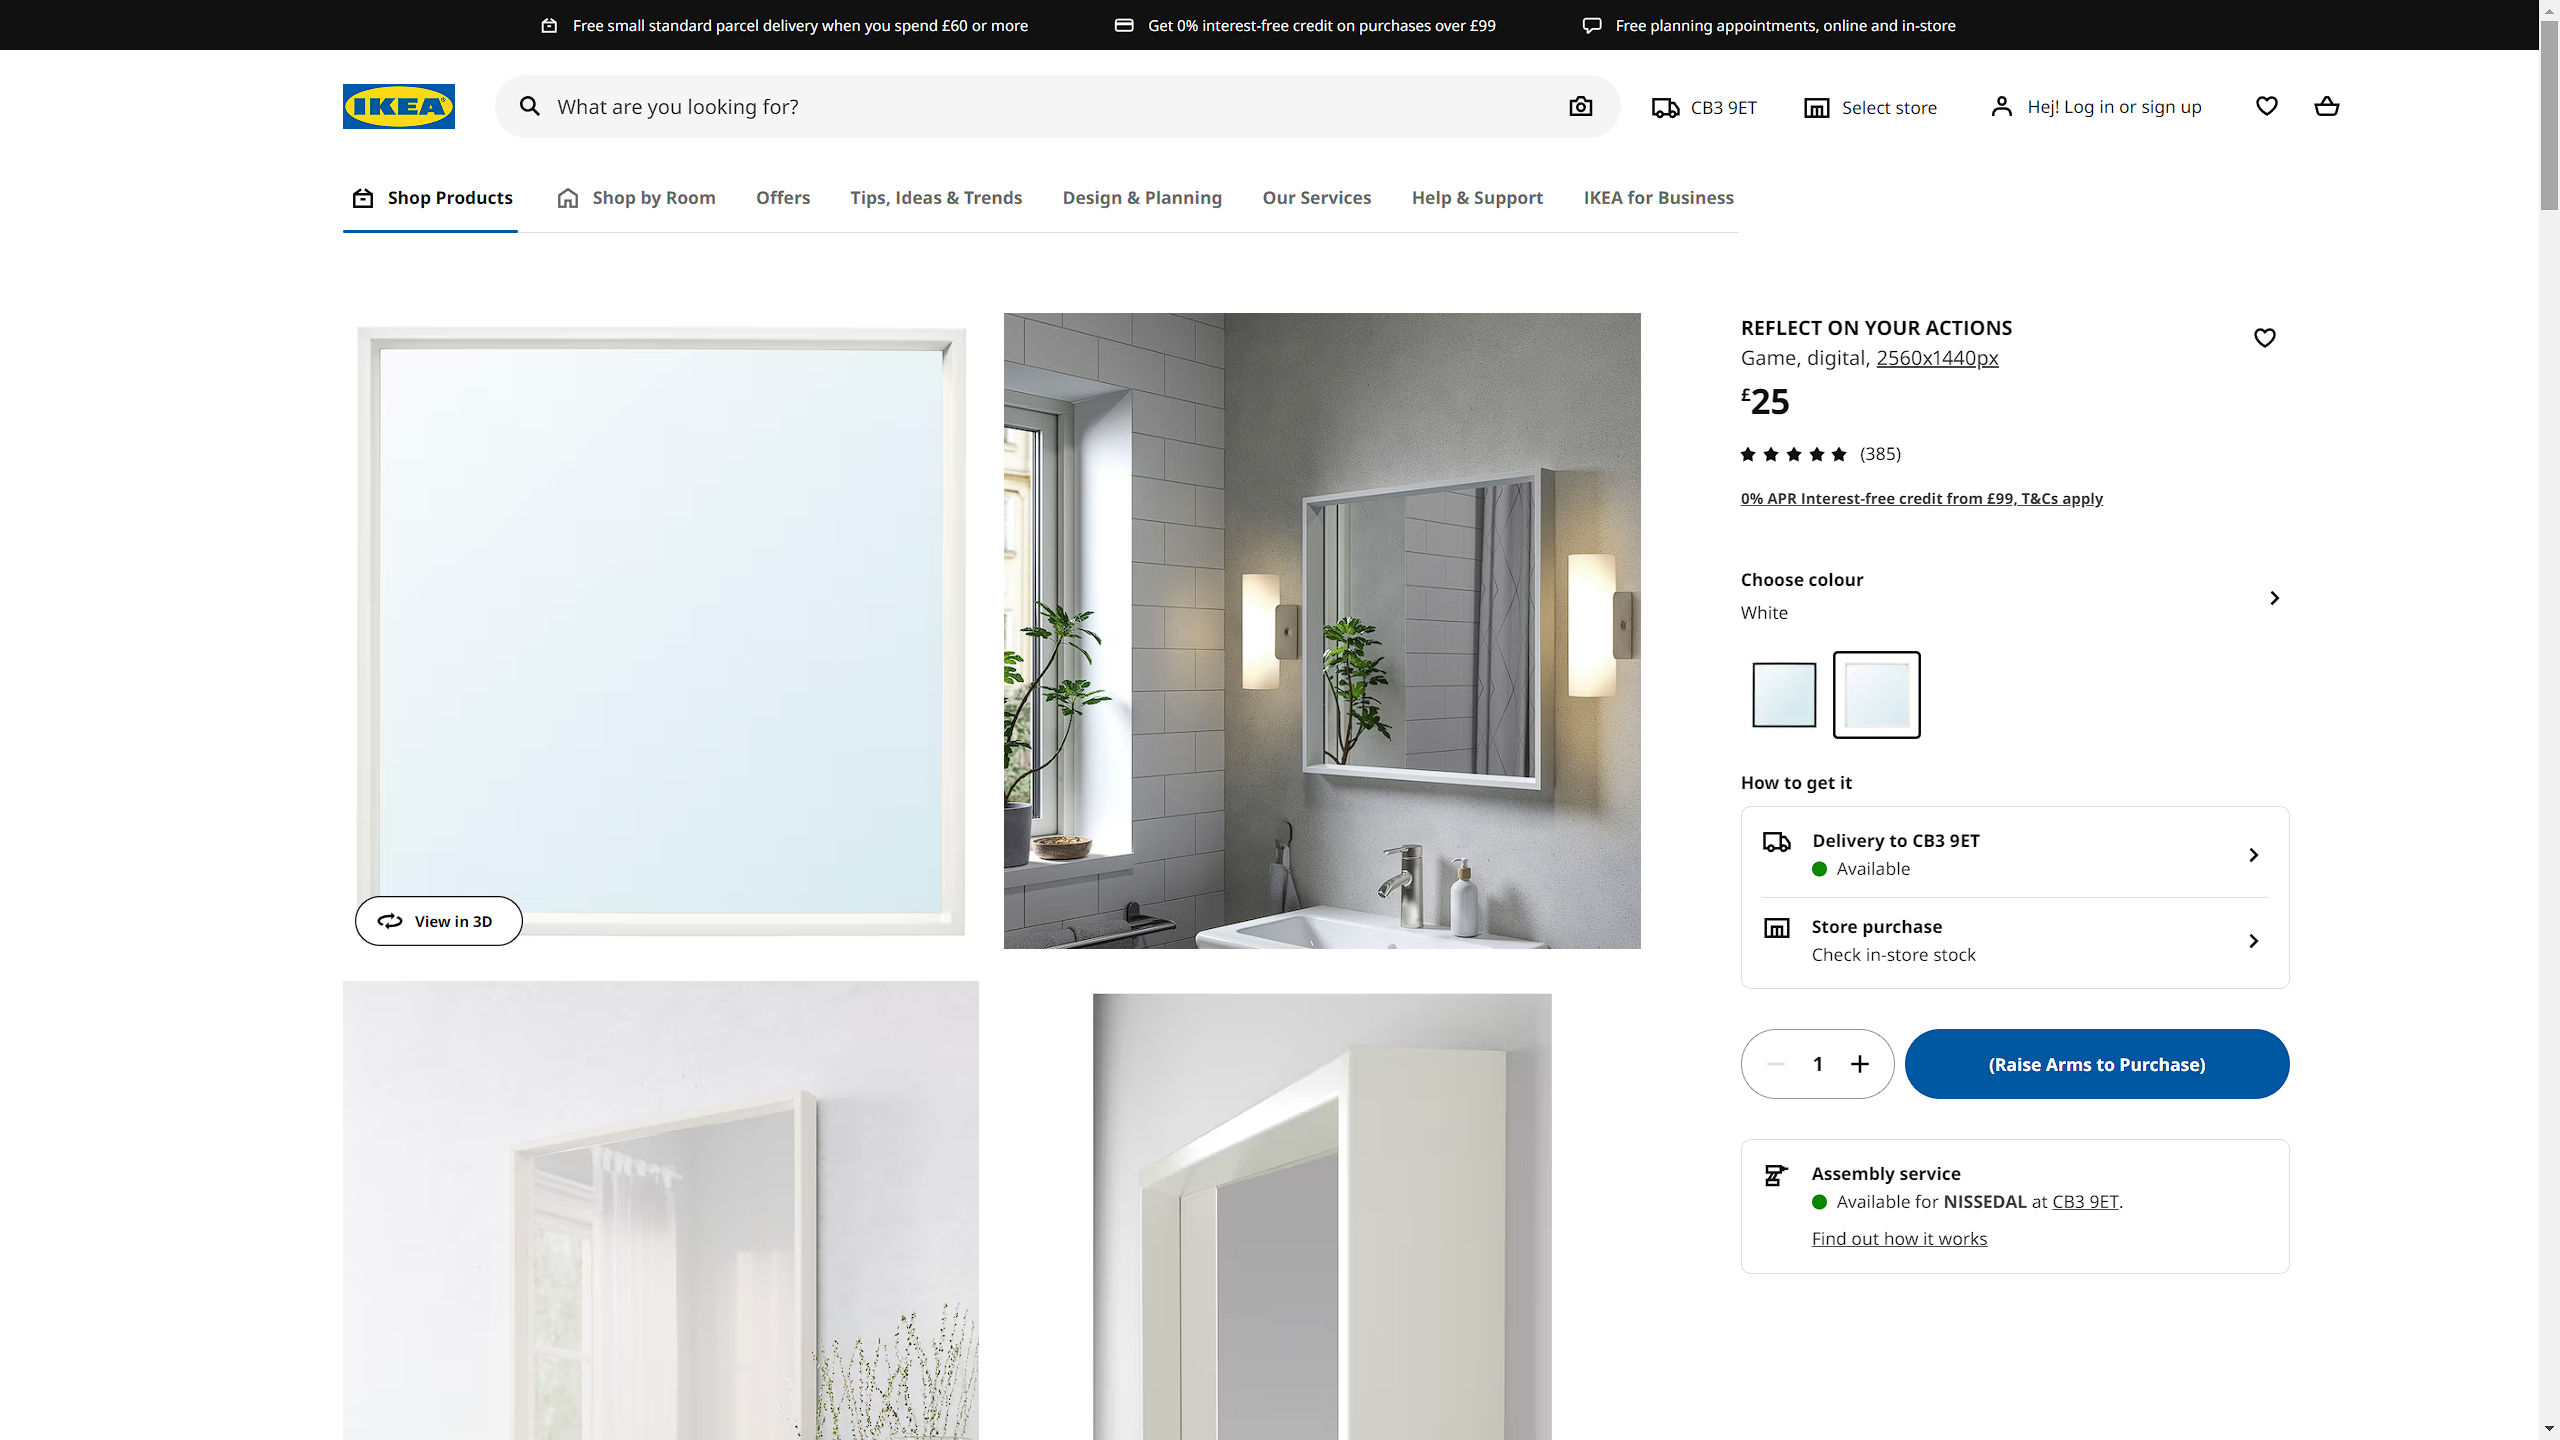 Free small standard parcel delivery when you spend £60 or more
Get 0% interest-free credit on purchases over £99
Free planning appointments, online and in-store
IKEA
What are you looking for?
CB3 9ET
Select store
Hej! Log in or sign up
Shop Products
Shop by Room
Offers
Tips, Ideas & Trends
Design & Planning
Our Services
Help & Support
IKEA for Business
View in 3D
REFLECT ON YOUR ACTIONS
Game, digital, 2560x1440px
£25
(385)
0% APR Interest-free credit from £99, T&Cs apply
Choose colour
White
How to get it
Delivery to CB3 9ET
Available
Store purchase
Check in-store stock
1
(Raise Arms to Purchase)
Assembly service
Available for NISSEDAL at CB3 9ET.
Find out how it works